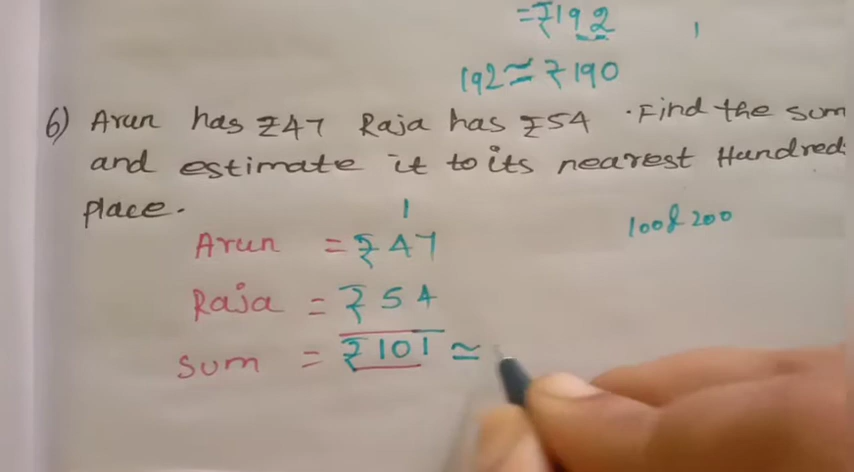 =₹192
192≃₹190
6) Arun has ₹47 Raja has ₹54 . Find the sum
and estimate it to its nearest Hundred
place.
1
100 & 200
Arun = ₹47
Raja = ₹54
Sum = ₹101 ≃